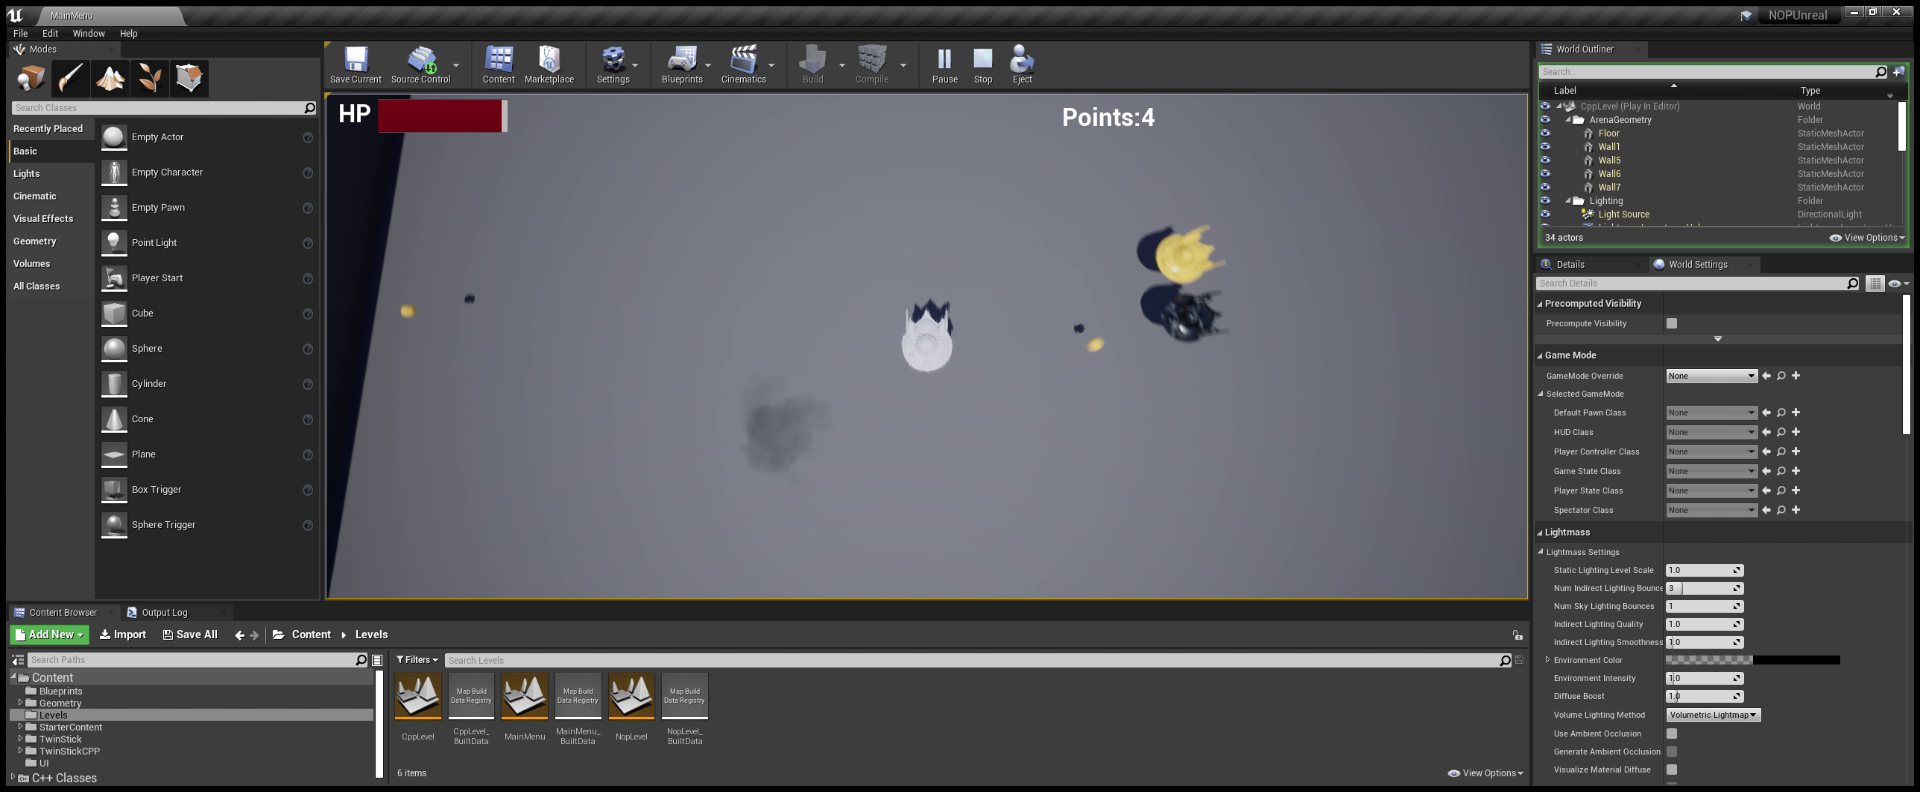 MainMenu
NOPUnreal
File Edit Window Help
Modes
Search Classes
Recently Placed
Basic
Lights
Cinematic
Visual Effects
Geometry
Volumes
All Classes
Empty Actor
Empty Character
Empty Pawn
Point Light
Player Start
Cube
Sphere
Cylinder
Cone
Plane
Box Trigger
Sphere Trigger
Save Current Source Control Content Marketplace Settings Blueprints Cinematics Build Compile Pause Stop Eject
HP
Points:4
World Outliner
Search...
Label Type
CppLevel (Play In Editor) World
ArenaGeometry Folder
Floor StaticMeshActor
Wall1 StaticMeshActor
Wall5 StaticMeshActor
Wall6 StaticMeshActor
Wall7 StaticMeshActor
Lighting Folder
Light Source DirectionalLight
34 actors View Options
Details World Settings
Search Details
Precomputed Visibility
Precompute Visibility
Game Mode
GameMode Override None
Selected GameMode
Default Pawn Class None
HUD Class None
Player Controller Class None
Game State Class None
Player State Class None
Spectator Class None
Lightmass
Lightmass Settings
Static Lighting Level Scale 1.0
Num Indirect Lighting Bounce 3
Num Sky Lighting Bounces 1
Indirect Lighting Quality 1.0
Indirect Lighting Smoothness 1.0
Environment Color
Environment Intensity 1.0
Diffuse Boost 1.0
Volume Lighting Method Volumetric Lightmap
Use Ambient Occlusion
Generate Ambient Occlusion
Visualize Material Diffuse
Content Browser Output Log
Add New Import Save All Content Levels
Search Paths
Content
Blueprints
Geometry
Levels
StarterContent
TwinStick
TwinStickCPP
UI
C++ Classes
Filters Search Levels
Map Build Data Registry
Map Build Data Registry
Map Build Data Registry
CppLevel
CppLevel_BuiltData
MainMenu
MainMenu_BuiltData
NopLevel
NopLevel_BuiltData
6 items View Options